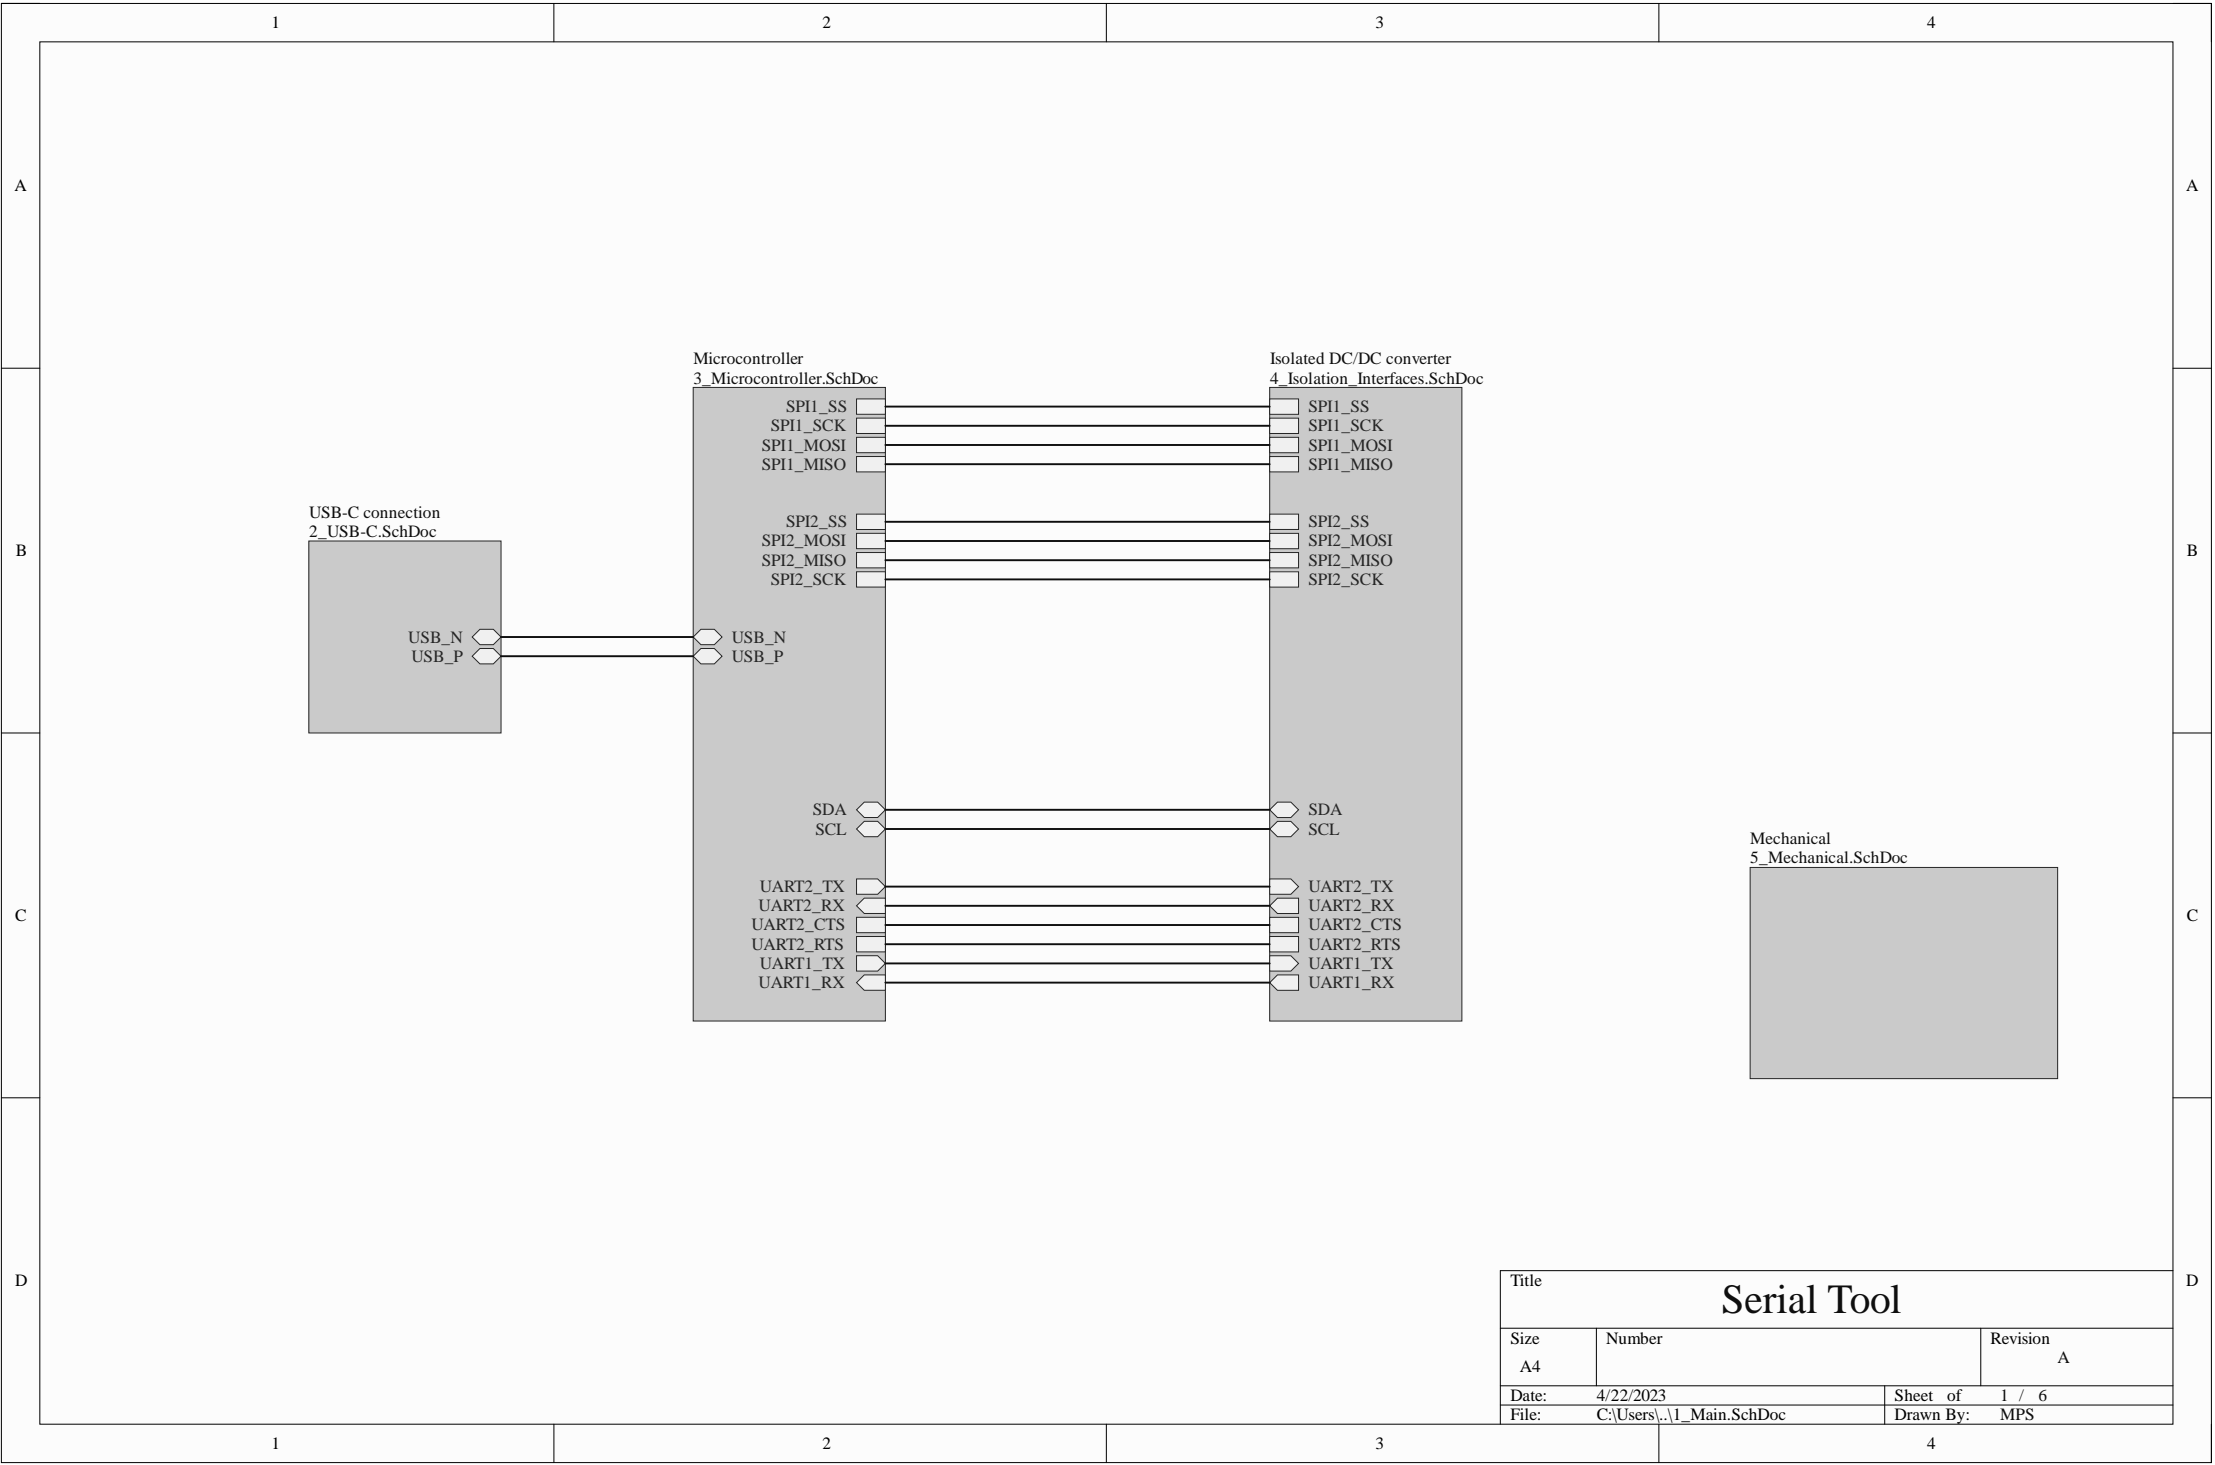 1 2 3 4
A A
Microcontroller
3_Microcontroller.SchDoc
Isolated DC/DC converter
4_Isolation_Interfaces.SchDoc
SPI1_SS SPI1_SS
SPI1_SCK SPI1_SCK
SPI1_MOSI SPI1_MOSI
SPI1_MISO SPI1_MISO
USB-C connection
2_USB-C.SchDoc
SPI2_SS SPI2_SS
SPI2_MOSI SPI2_MOSI
B B
SPI2_MISO SPI2_MISO
SPI2_SCK SPI2_SCK
USB_N USB_N
USB_P USB_P
SDA SDA
SCL SCL
Mechanical
5_Mechanical.SchDoc
UART2_TX UART2_TX
UART2_RX UART2_RX
C C
UART2_CTS UART2_CTS
UART2_RTS UART2_RTS
UART1_TX UART1_TX
UART1_RX UART1_RX
D D
Title
Serial Tool
Size Number Revision
A4 A
Date: 4/22/2023 Sheet of 1 / 6
File: C:\Users\..\1_Main.SchDoc Drawn By: MPS
1 2 3 4